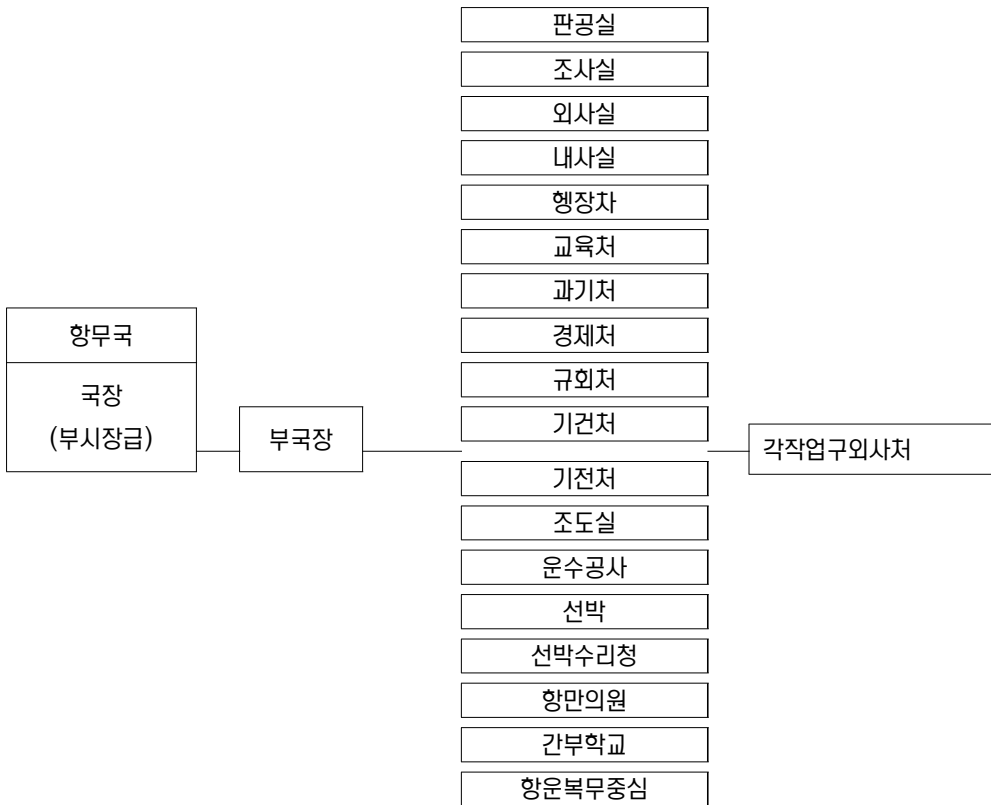 판공실
조사실
외사실
내사실
헹장차
교육처
과기처
경제처
규회처
기건처
기전처
조도실
운수공사
선박
선박수리청
항만의원
간부학교
항운복무중심
항무국
국장
(부시장급)
부국장
각작업구외사처